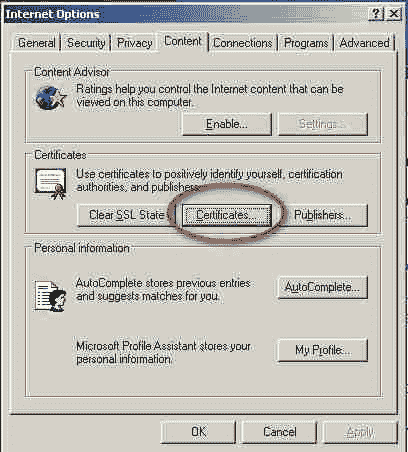 Internet Options
General Security Privacy Content Connections Programs Advanced
Content Advisor
Ratings help you control the Internet content that can be
viewed on this computer.
Enable... Settings...
Certificates
Use certificates to positively identify yourself, certification
authorities, and publishers.
Clear SSL State Certificates... Publishers...
Personal information
AutoComplete stores previous entries
and suggests matches for you.
AutoComplete...
Microsoft Profile Assistant stores your
personal information.
My Profile...
OK Cancel Apply